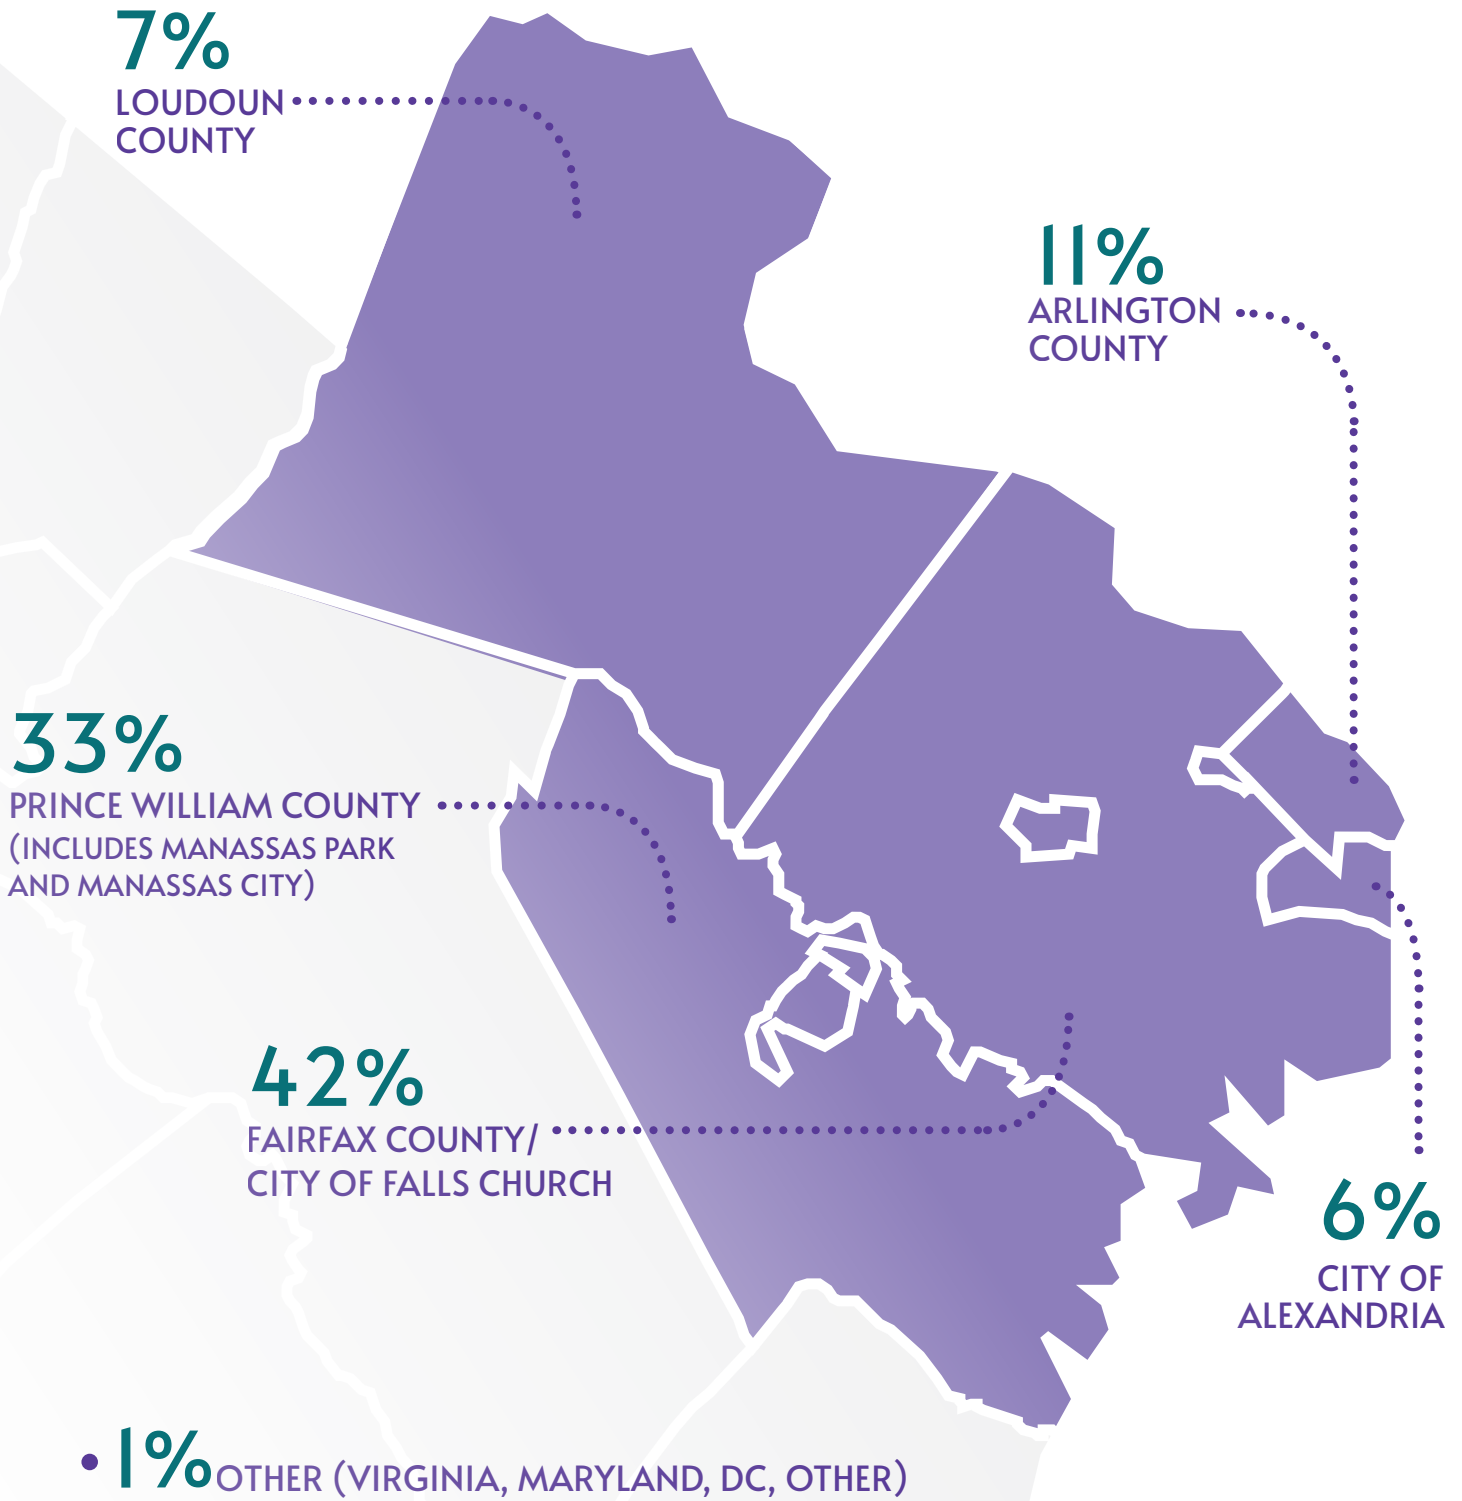 7%
LOUDOUN
COUNTY
11%
ARLINGTON
COUNTY
33%
PRINCE WILLIAM COUNTY
(INCLUDES MANASSAS PARK
AND MANASSAS CITY)
42%
FAIRFAX COUNTY/
CITY OF FALLS CHURCH
6%
CITY OF
ALEXANDRIA
• 1% OTHER (VIRGINIA, MARYLAND, DC, OTHER)